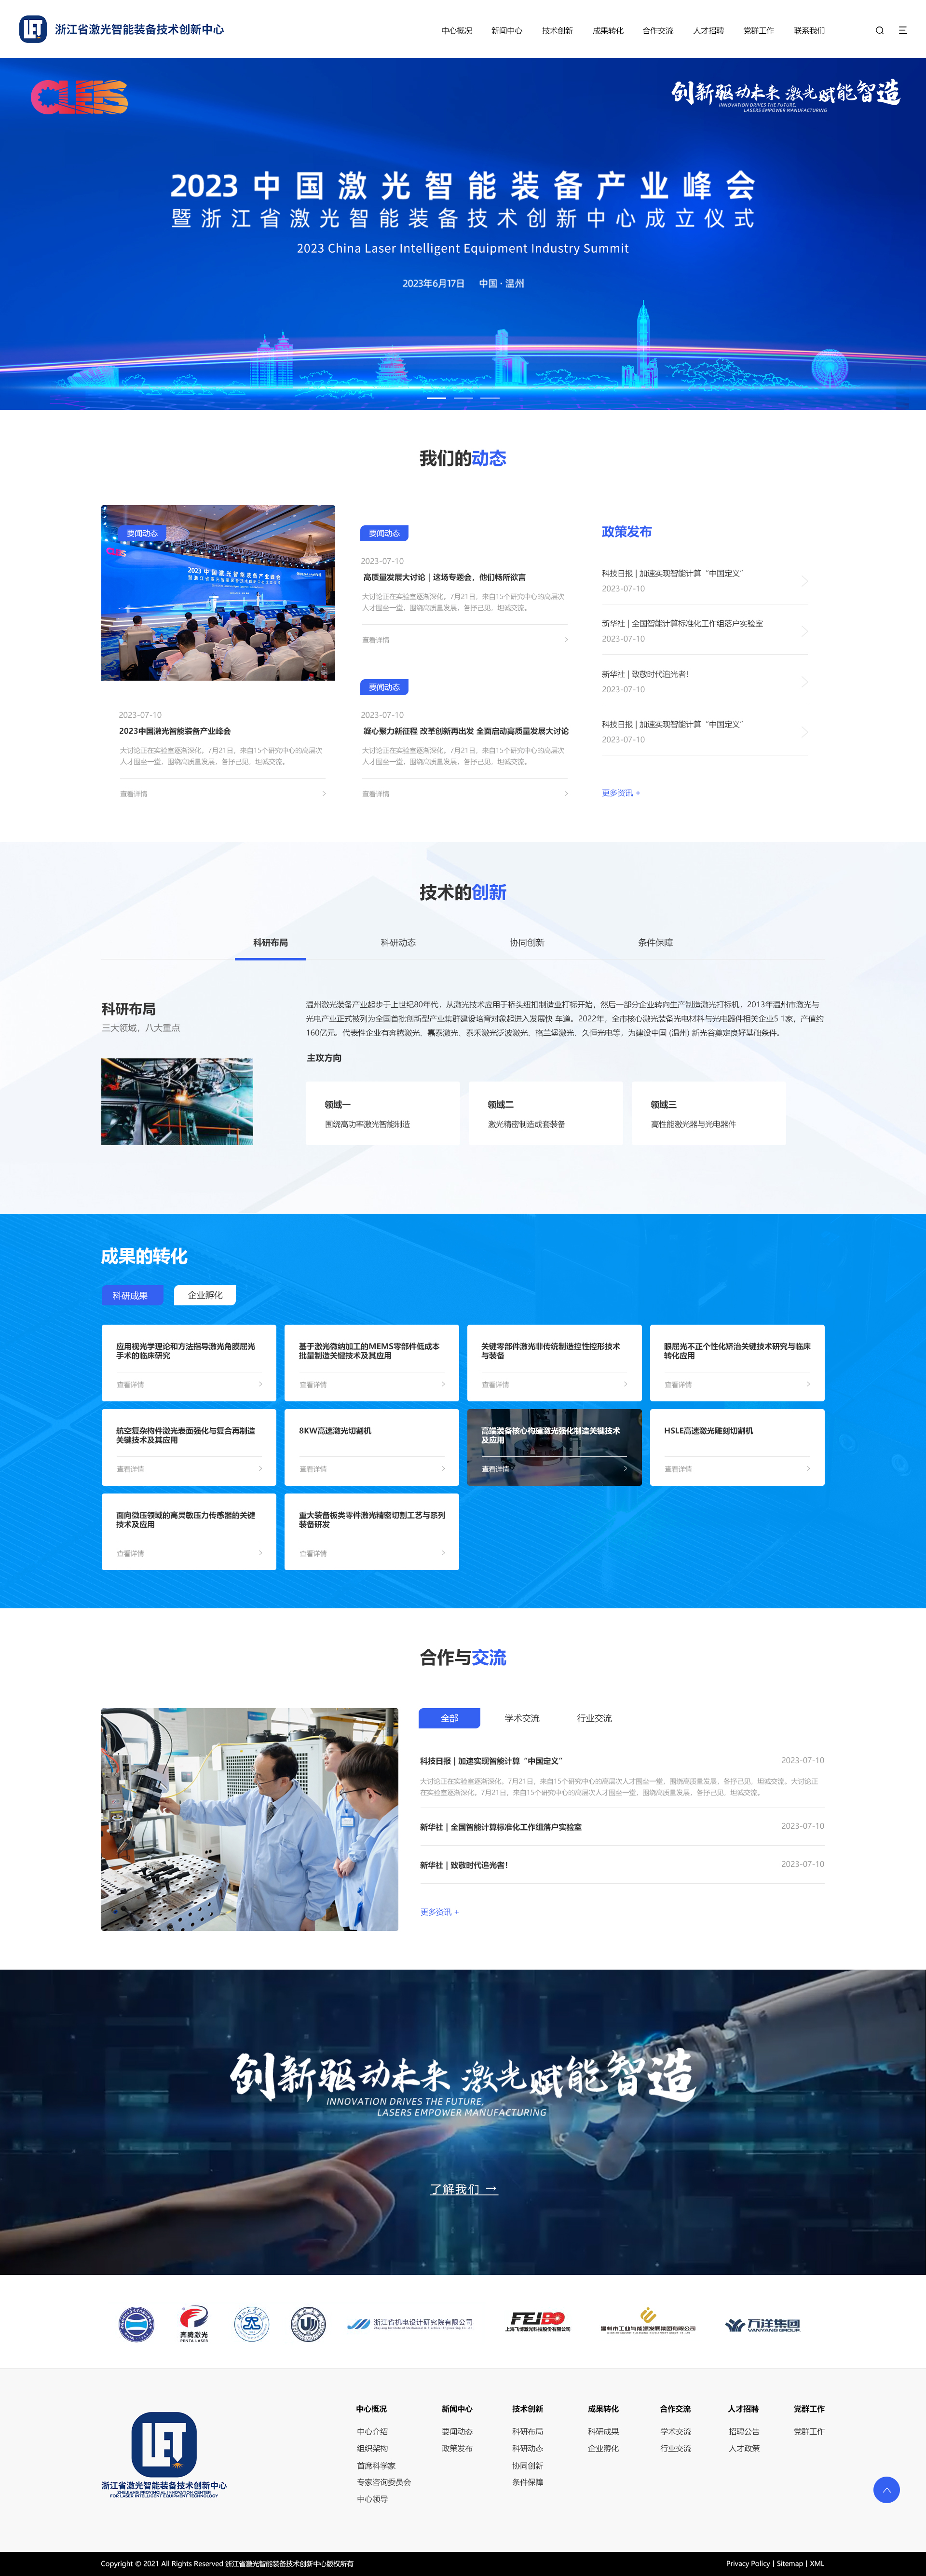 LET 浙江省激光智能装备技术创新中心
中心概况 新闻中心 技术创新 成果转化 合作交流 人才招聘 党群工作 联系我们
CLEIS
创新驱动未来 激光赋能智造
INNOVATION DRIVES THE FUTURE,
LASERS EMPOWER MANUFACTURING
2023 中国激光智能装备产业峰会
暨浙江省激光智能装备技术创新中心成立仪式
2023 China Laser Intelligent Equipment Industry Summit
2023年6月17日 中国 · 温州
我们的动态
要闻动态
2023-07-10
2023中国激光智能装备产业峰会
大讨论正在实验室逐渐深化。7月21日，来自15个研究中心的高层次
人才围坐一堂，围绕高质量发展，各抒己见，坦诚交流。
查看详情
要闻动态
2023-07-10
高质量发展大讨论 | 这场专题会，他们畅所欲言
大讨论正在实验室逐渐深化。7月21日，来自15个研究中心的高层次
人才围坐一堂，围绕高质量发展，各抒己见，坦诚交流。
查看详情
要闻动态
2023-07-10
凝心聚力新征程 改革创新再出发 全面启动高质量发展大讨论
大讨论正在实验室逐渐深化。7月21日，来自15个研究中心的高层次
人才围坐一堂，围绕高质量发展，各抒己见，坦诚交流。
查看详情
政策发布
科技日报 | 加速实现智能计算“中国定义”
2023-07-10
新华社 | 全国智能计算标准化工作组落户实验室
2023-07-10
新华社 | 致敬时代追光者！
2023-07-10
科技日报 | 加速实现智能计算“中国定义”
2023-07-10
更多资讯 +
技术的创新
科研布局 科研动态 协同创新 条件保障
科研布局
三大领域，八大重点
温州激光装备产业起步于上世纪80年代，从激光技术应用于桥头纽扣制造业打标开始，然后一部分企业转向生产制造激光打标机，2013年温州市激光与
光电产业正式被列为全国首批创新型产业集群建设培育对象起进入发展快 车道。2022年，全市核心激光装备光电材料与光电器件相关企业5 1家，产值约
160亿元。代表性企业有奔腾激光、嘉泰激光、泰禾激光泛波激光、格兰堡激光、久恒光电等，为建设中国 (温州) 新光谷奠定良好基础条件。
主攻方向
领域一
围绕高功率激光智能制造
领域二
激光精密制造成套装备
领域三
高性能激光器与光电器件
成果的转化
科研成果 企业孵化
应用视光学理论和方法指导激光角膜屈光
手术的临床研究
查看详情
基于激光微纳加工的MEMS零部件低成本
批量制造关键技术及其应用
查看详情
关键零部件激光非传统制造控性控形技术
与装备
查看详情
眼屈光不正个性化矫治关键技术研究与临床
转化应用
查看详情
航空复杂构件激光表面强化与复合再制造
关键技术及其应用
查看详情
8KW高速激光切割机
查看详情
高端装备核心构建激光强化制造关键技术
及应用
查看详情
HSLE高速激光雕刻切割机
查看详情
面向微压领域的高灵敏压力传感器的关键
技术及应用
查看详情
重大装备板类零件激光精密切割工艺与系列
装备研发
查看详情
合作与交流
全部 学术交流 行业交流
科技日报 | 加速实现智能计算“中国定义” 2023-07-10
大讨论正在实验室逐渐深化。7月21日，来自15个研究中心的高层次人才围坐一堂，围绕高质量发展，各抒己见，坦诚交流。大讨论正
在实验室逐渐深化。7月21日，来自15个研究中心的高层次人才围坐一堂，围绕高质量发展，各抒己见，坦诚交流。
新华社 | 全国智能计算标准化工作组落户实验室 2023-07-10
新华社 | 致敬时代追光者！ 2023-07-10
更多资讯 +
创新驱动未来 激光赋能智造
INNOVATION DRIVES THE FUTURE,
LASERS EMPOWER MANUFACTURING
了解我们 →
奔腾激光
PENTA LASER
浙江省机电设计研究院有限公司
FEIBO
上海飞博激光科技股份有限公司
温州市工业与能源发展集团有限公司
万洋集团
VANYANG GROUP
中心概况 新闻中心 技术创新 成果转化 合作交流 人才招聘 党群工作
中心介绍 要闻动态 科研布局 科研成果 学术交流 招聘公告 党群工作
组织架构 政策发布 科研动态 企业孵化 行业交流 人才政策
首席科学家 协同创新
专家咨询委员会 条件保障
中心领导
LET
浙江省激光智能装备技术创新中心
ZHEJIANG PROVINCIAL INNOVATION CENTER
FOR LASER INTELLIGENT EQUIPMENT TECHNOLOGY
Copyright © 2021 All Rights Reserved 浙江省激光智能装备技术创新中心版权所有
Privacy Policy | Sitemap | XML